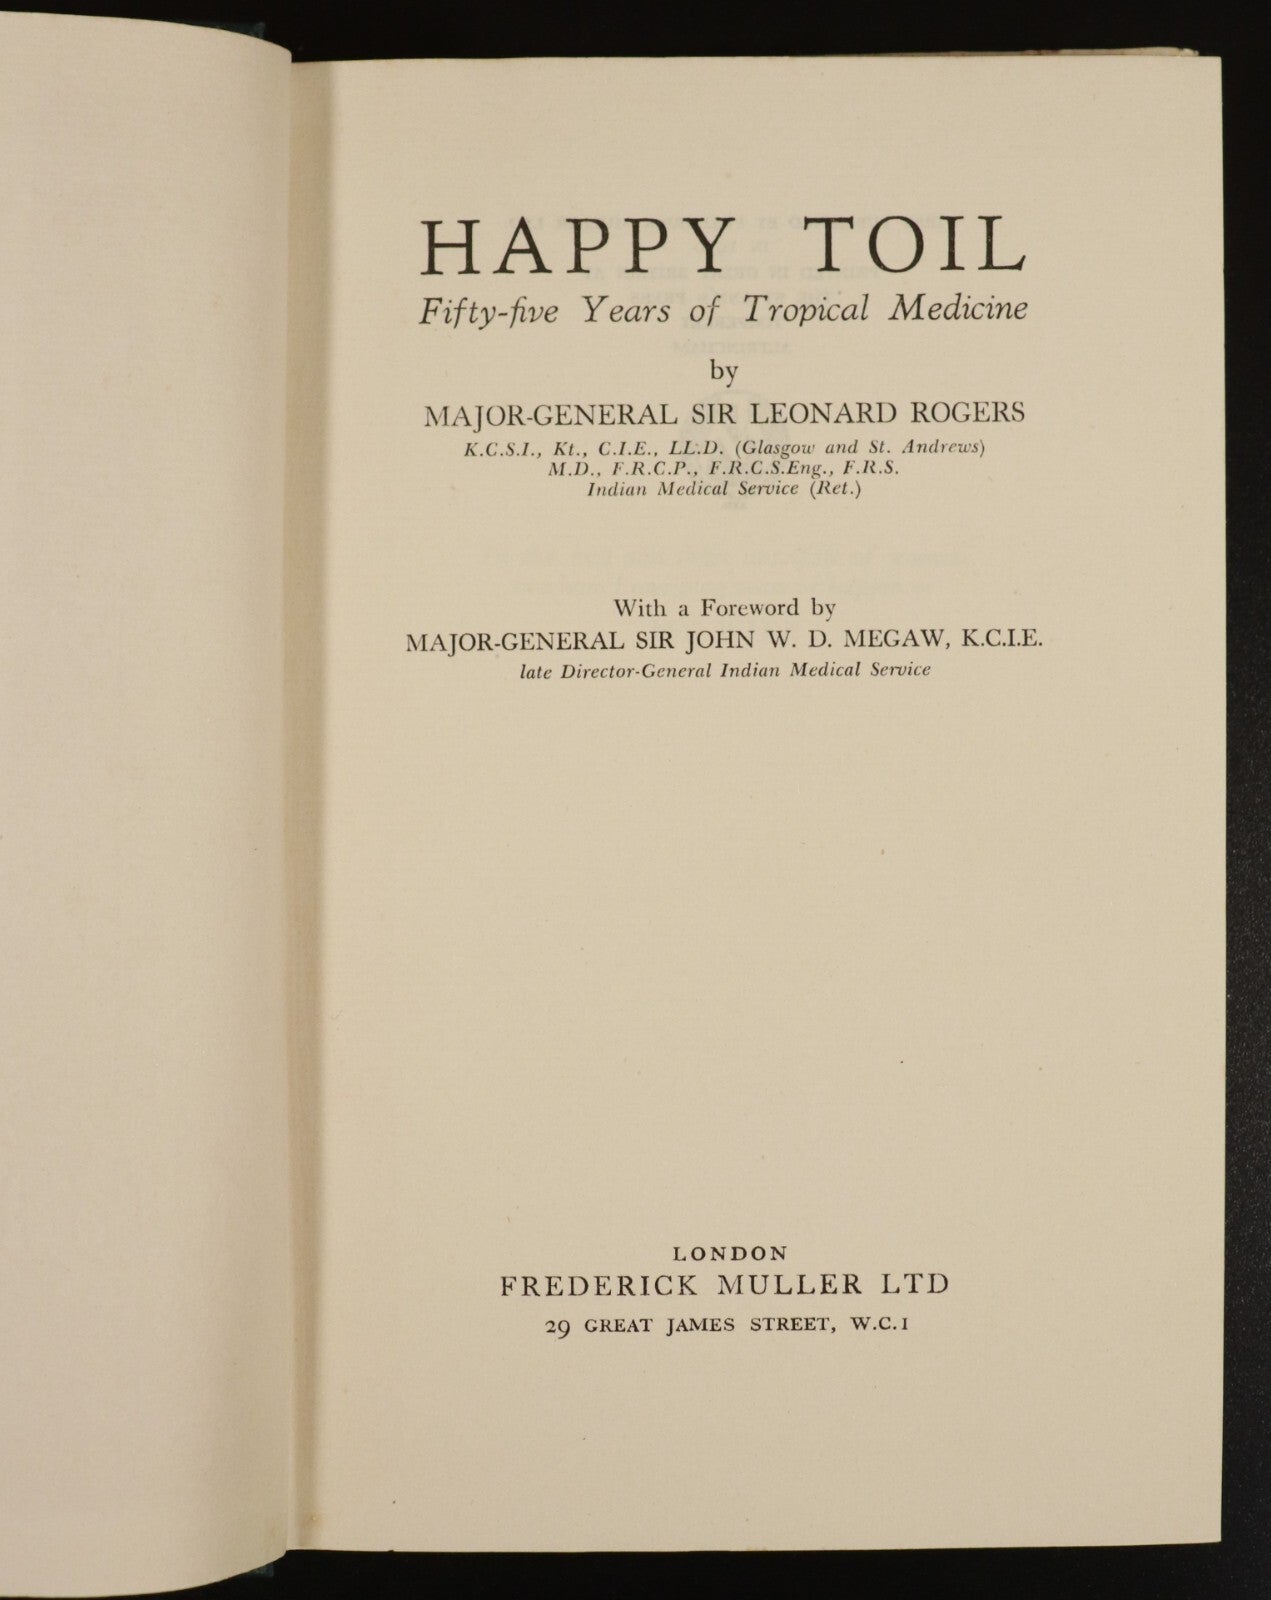 HAPPY TOIL
Fifty-five Years of Tropical Medicine
by
MAJOR-GENERAL SIR LEONARD ROGERS
K.C.S.I., Kt., C.I.E., LL.D. (Glasgow and St. Andrews)
M.D., F.R.C.P., F.R.C.S.Eng., F.R.S.
Indian Medical Service (Ret.)
With a Foreword by
MAJOR-GENERAL SIR JOHN W. D. MEGAW, K.C.I.E.
late Director-General Indian Medical Service
LONDON
FREDERICK MULLER LTD
29 GREAT JAMES STREET, W.C.1